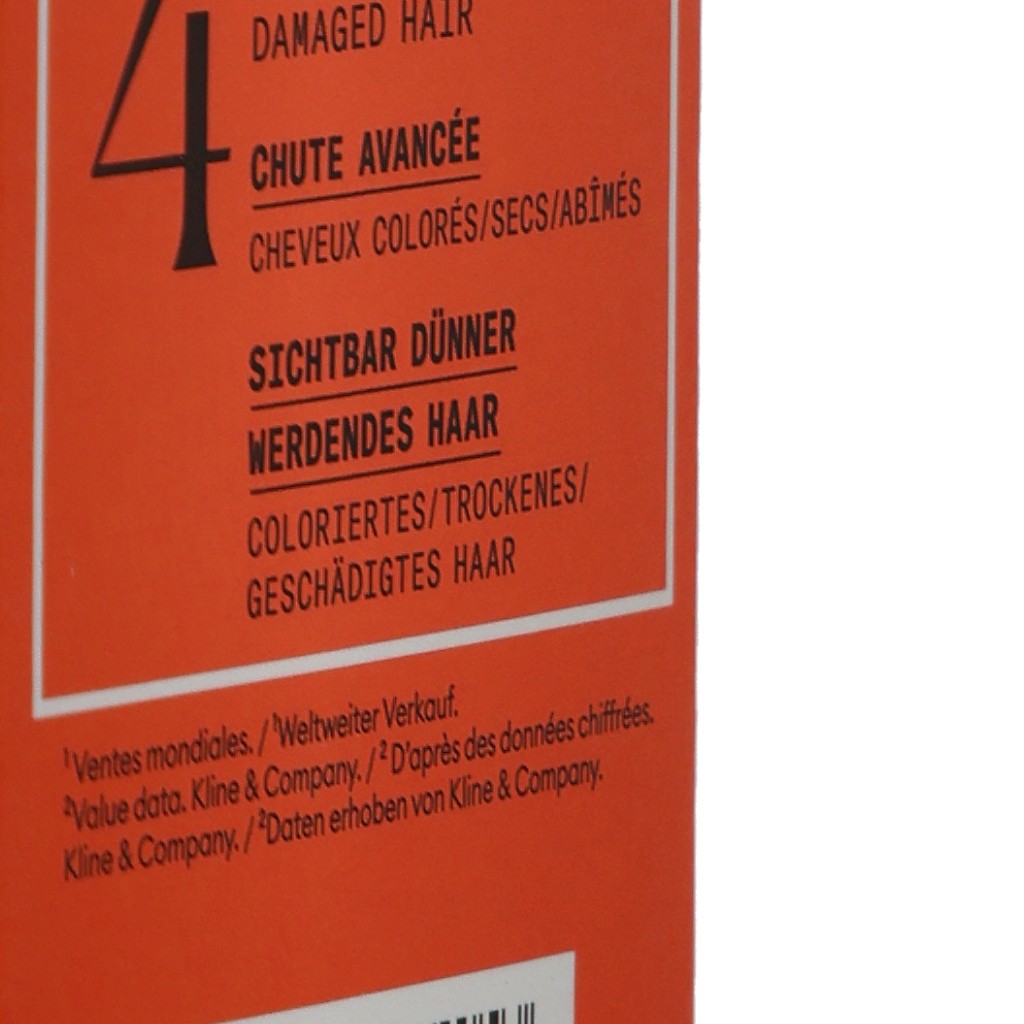 4
DAMAGED HAIR
CHUTE AVANCÉE
CHEVEUX COLORÉS/SECS/ABÎMÉS
SICHTBAR DÜNNER
WERDENDES HAAR
COLORIERTES/TROCKENES/
GESCHÄDIGTES HAAR
¹Ventes mondiales. / ¹Weltweiter Verkauf.
²Value data. Kline & Company. / ² D'après des données chiffrées.
Kline & Company. / ²Daten erhoben von Kline & Company.